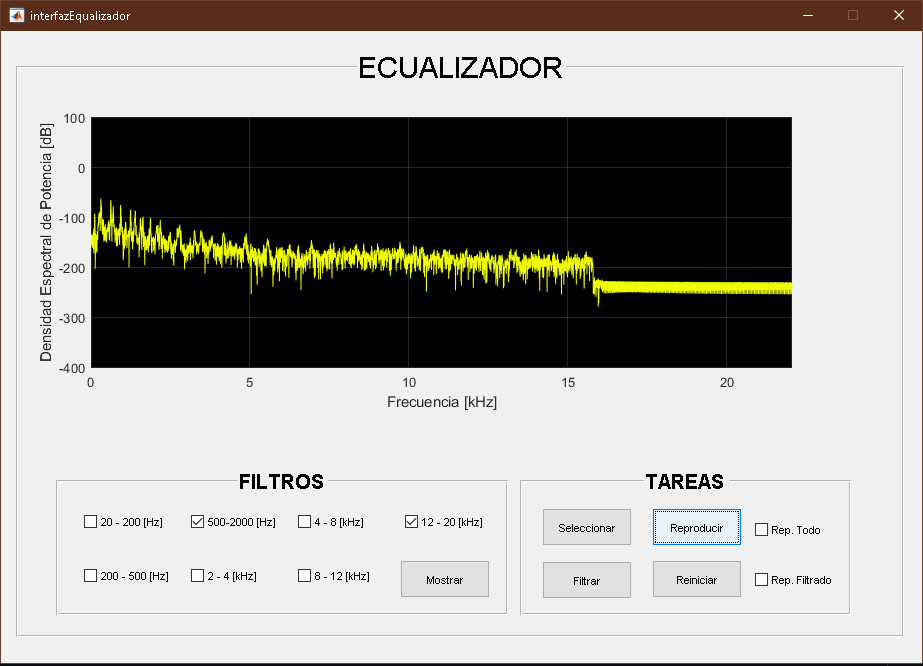 interfazEqualizador
ECUALIZADOR
Densidad Espectral de Potencia [dB]
100
0
-100
-200
-300
-400
0 5 10 15 20
Frecuencia [kHz]
FILTROS
20 - 200 [Hz] 500-2000 [Hz] 4 - 8 [kHz] 12 - 20 [kHz]
200 - 500 [Hz] 2 - 4 [kHz] 8 - 12 [kHz] Mostrar
TAREAS
Seleccionar Reproducir Rep. Todo
Filtrar Reiniciar Rep. Filtrado